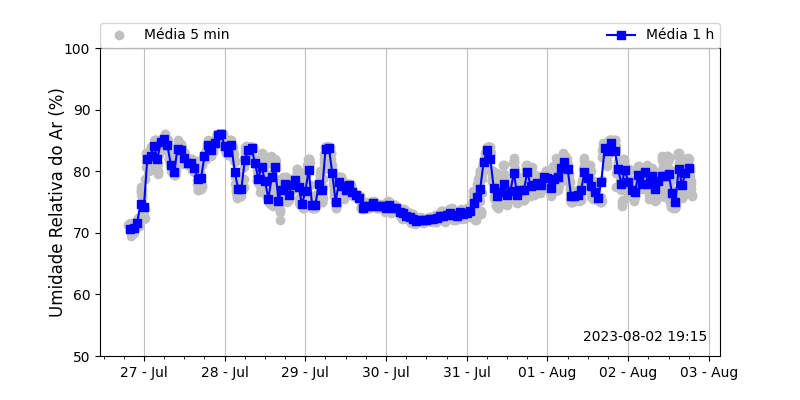 Média 5 min Média 1 h
Umidade Relativa do Ar (%)
100
90
80
70
60
50
2023-08-02 19:15
27 - Jul 28 - Jul 29 - Jul 30 - Jul 31 - Jul 01 - Aug 02 - Aug 03 - Aug